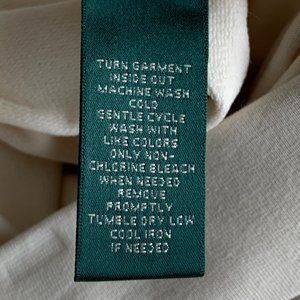 TURN GARMENT
INSIDE OUT
MACHINE WASH
COLD
GENTLE CYCLE
WASH WITH
LIKE COLORS
ONLY NON-
CHLORINE BLEACH
WHEN NEEDED
REMOVE
PROMPTLY
TUMBLE DRY LOW
COOL IRON
IF NEEDED